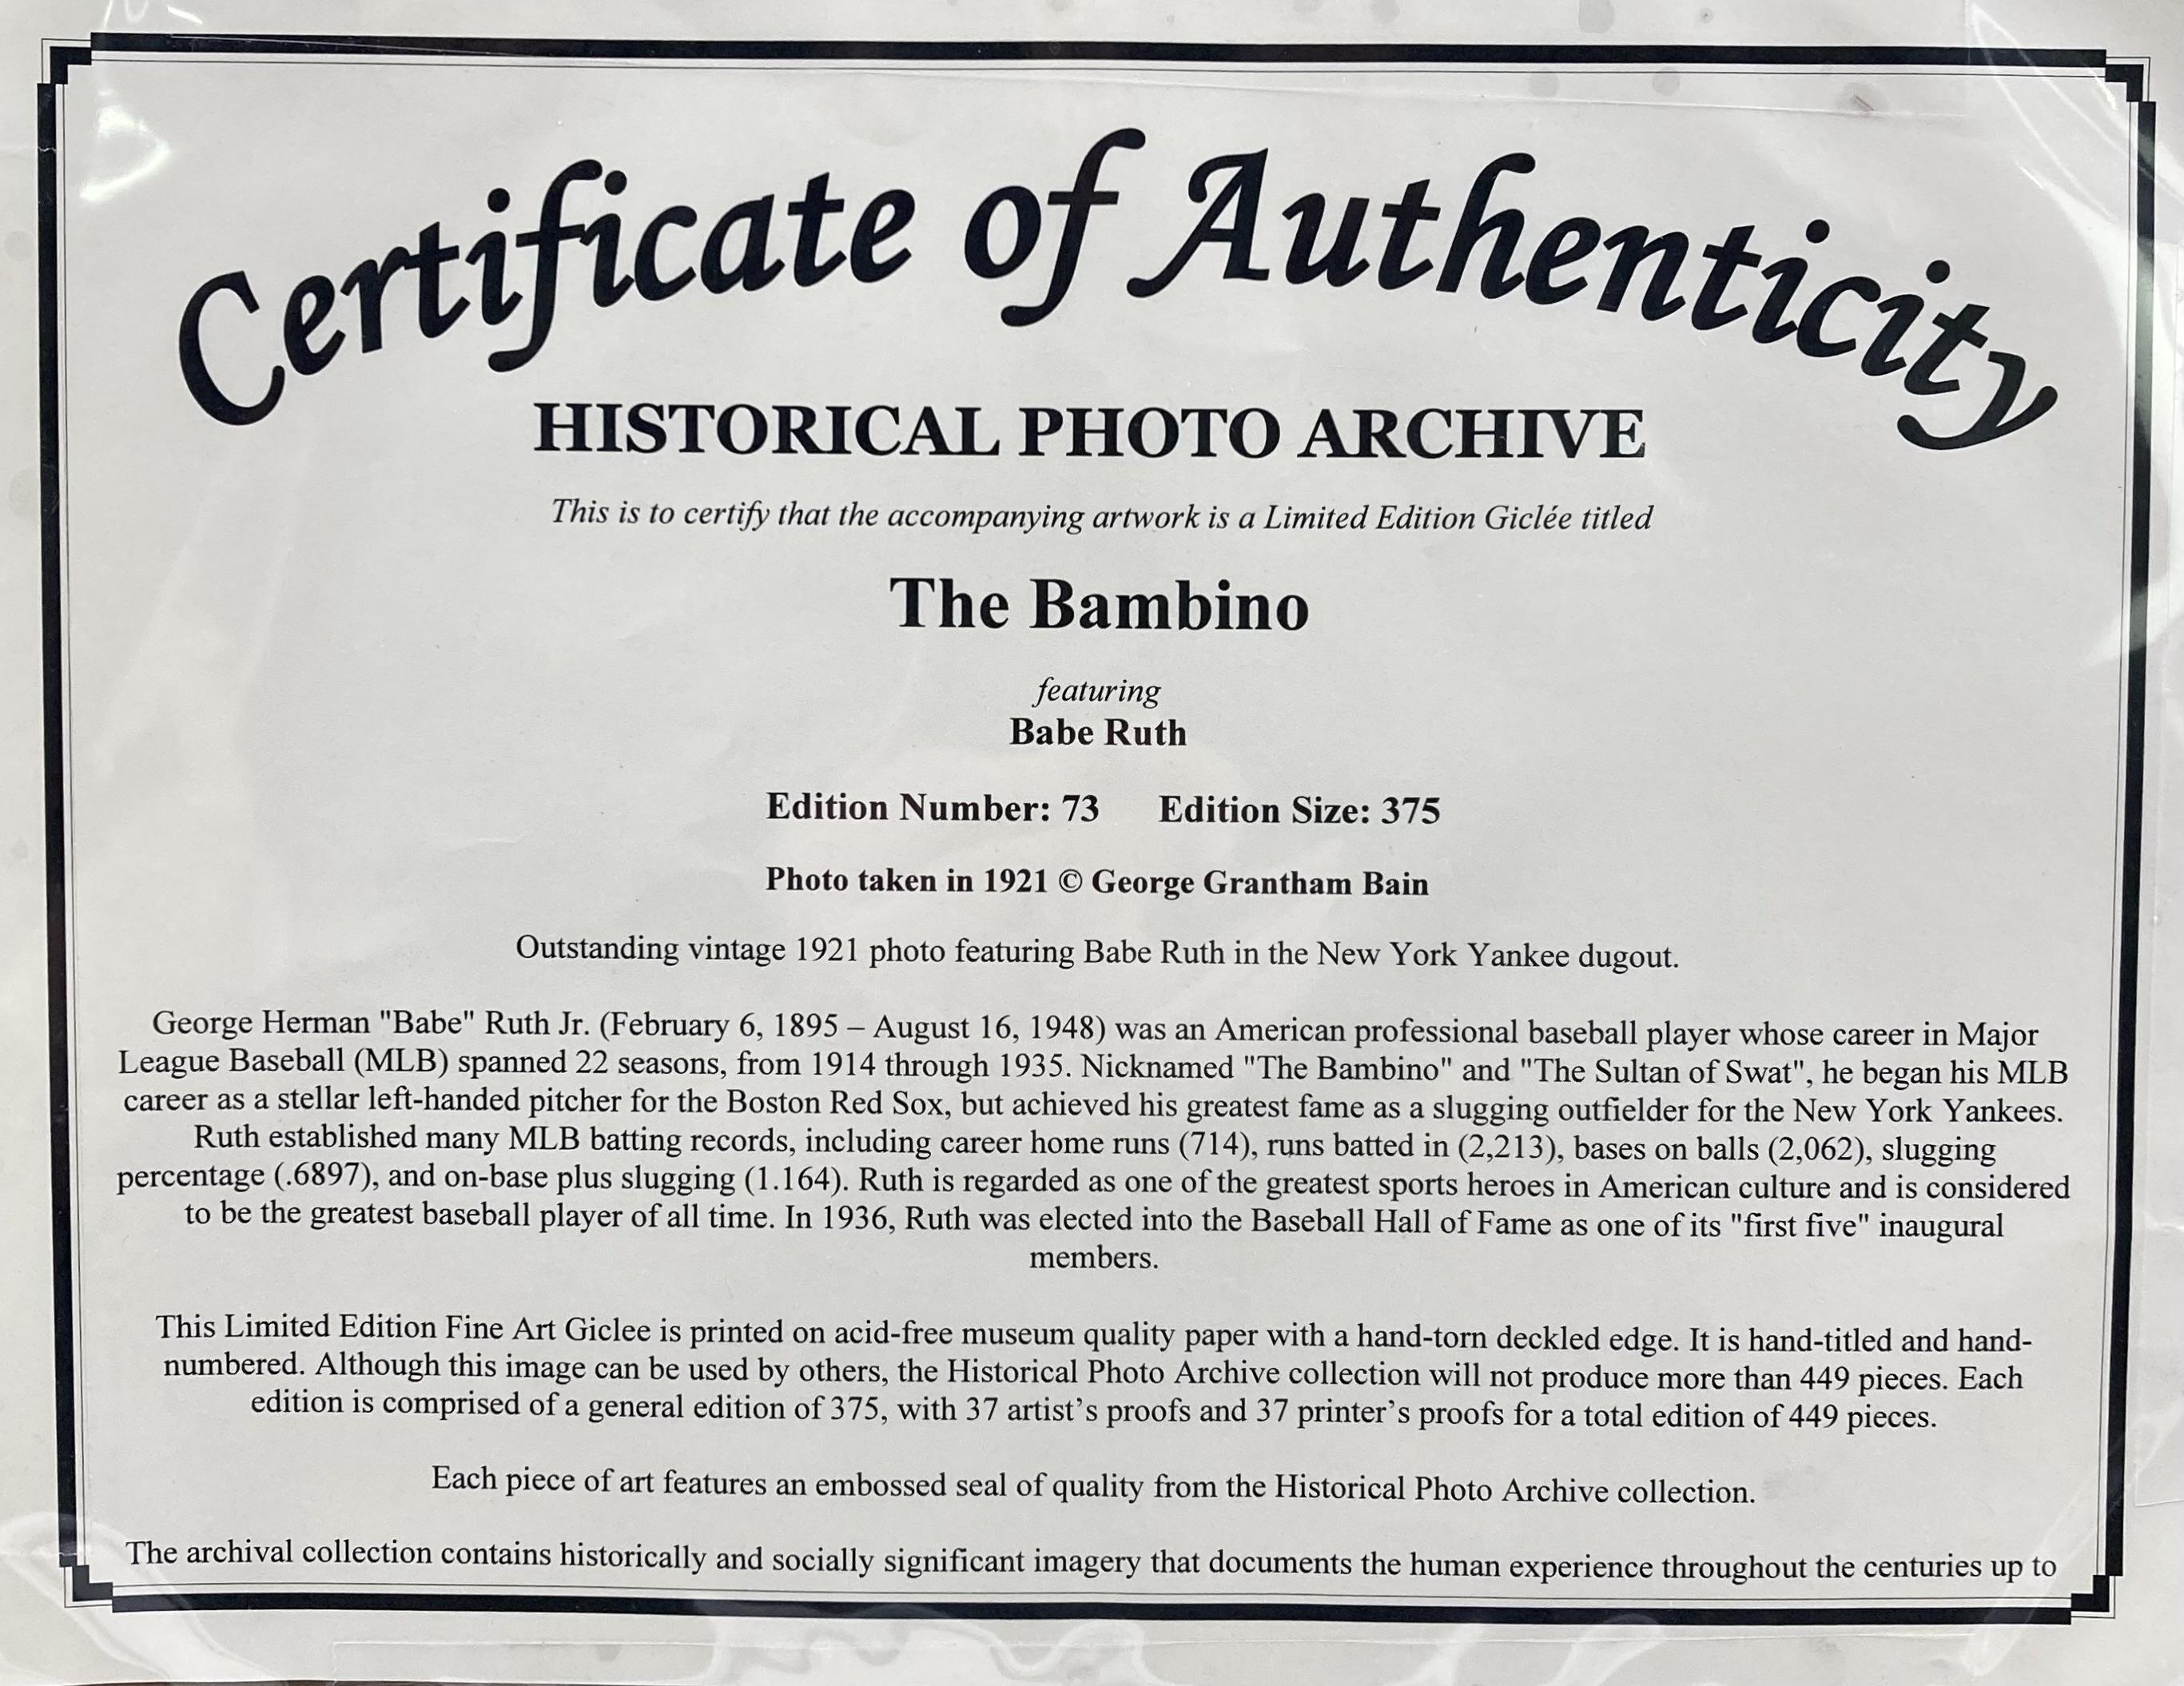 Certificate of Authenticity
HISTORICAL PHOTO ARCHIVE
This is to certify that the accompanying artwork is a Limited Edition Giclée titled
The Bambino
featuring
Babe Ruth
Edition Number: 73 Edition Size: 375
Photo taken in 1921 © George Grantham Bain
Outstanding vintage 1921 photo featuring Babe Ruth in the New York Yankee dugout.
George Herman "Babe" Ruth Jr. (February 6, 1895 – August 16, 1948) was an American professional baseball player whose career in Major
League Baseball (MLB) spanned 22 seasons, from 1914 through 1935. Nicknamed "The Bambino" and "The Sultan of Swat", he began his MLB
career as a stellar left-handed pitcher for the Boston Red Sox, but achieved his greatest fame as a slugging outfielder for the New York Yankees.
Ruth established many MLB batting records, including career home runs (714), runs batted in (2,213), bases on balls (2,062), slugging
percentage (.6897), and on-base plus slugging (1.164). Ruth is regarded as one of the greatest sports heroes in American culture and is considered
to be the greatest baseball player of all time. In 1936, Ruth was elected into the Baseball Hall of Fame as one of its "first five" inaugural
members.
This Limited Edition Fine Art Giclee is printed on acid-free museum quality paper with a hand-torn deckled edge. It is hand-titled and hand-
numbered. Although this image can be used by others, the Historical Photo Archive collection will not produce more than 449 pieces. Each
edition is comprised of a general edition of 375, with 37 artist’s proofs and 37 printer’s proofs for a total edition of 449 pieces.
Each piece of art features an embossed seal of quality from the Historical Photo Archive collection.
The archival collection contains historically and socially significant imagery that documents the human experience throughout the centuries up to